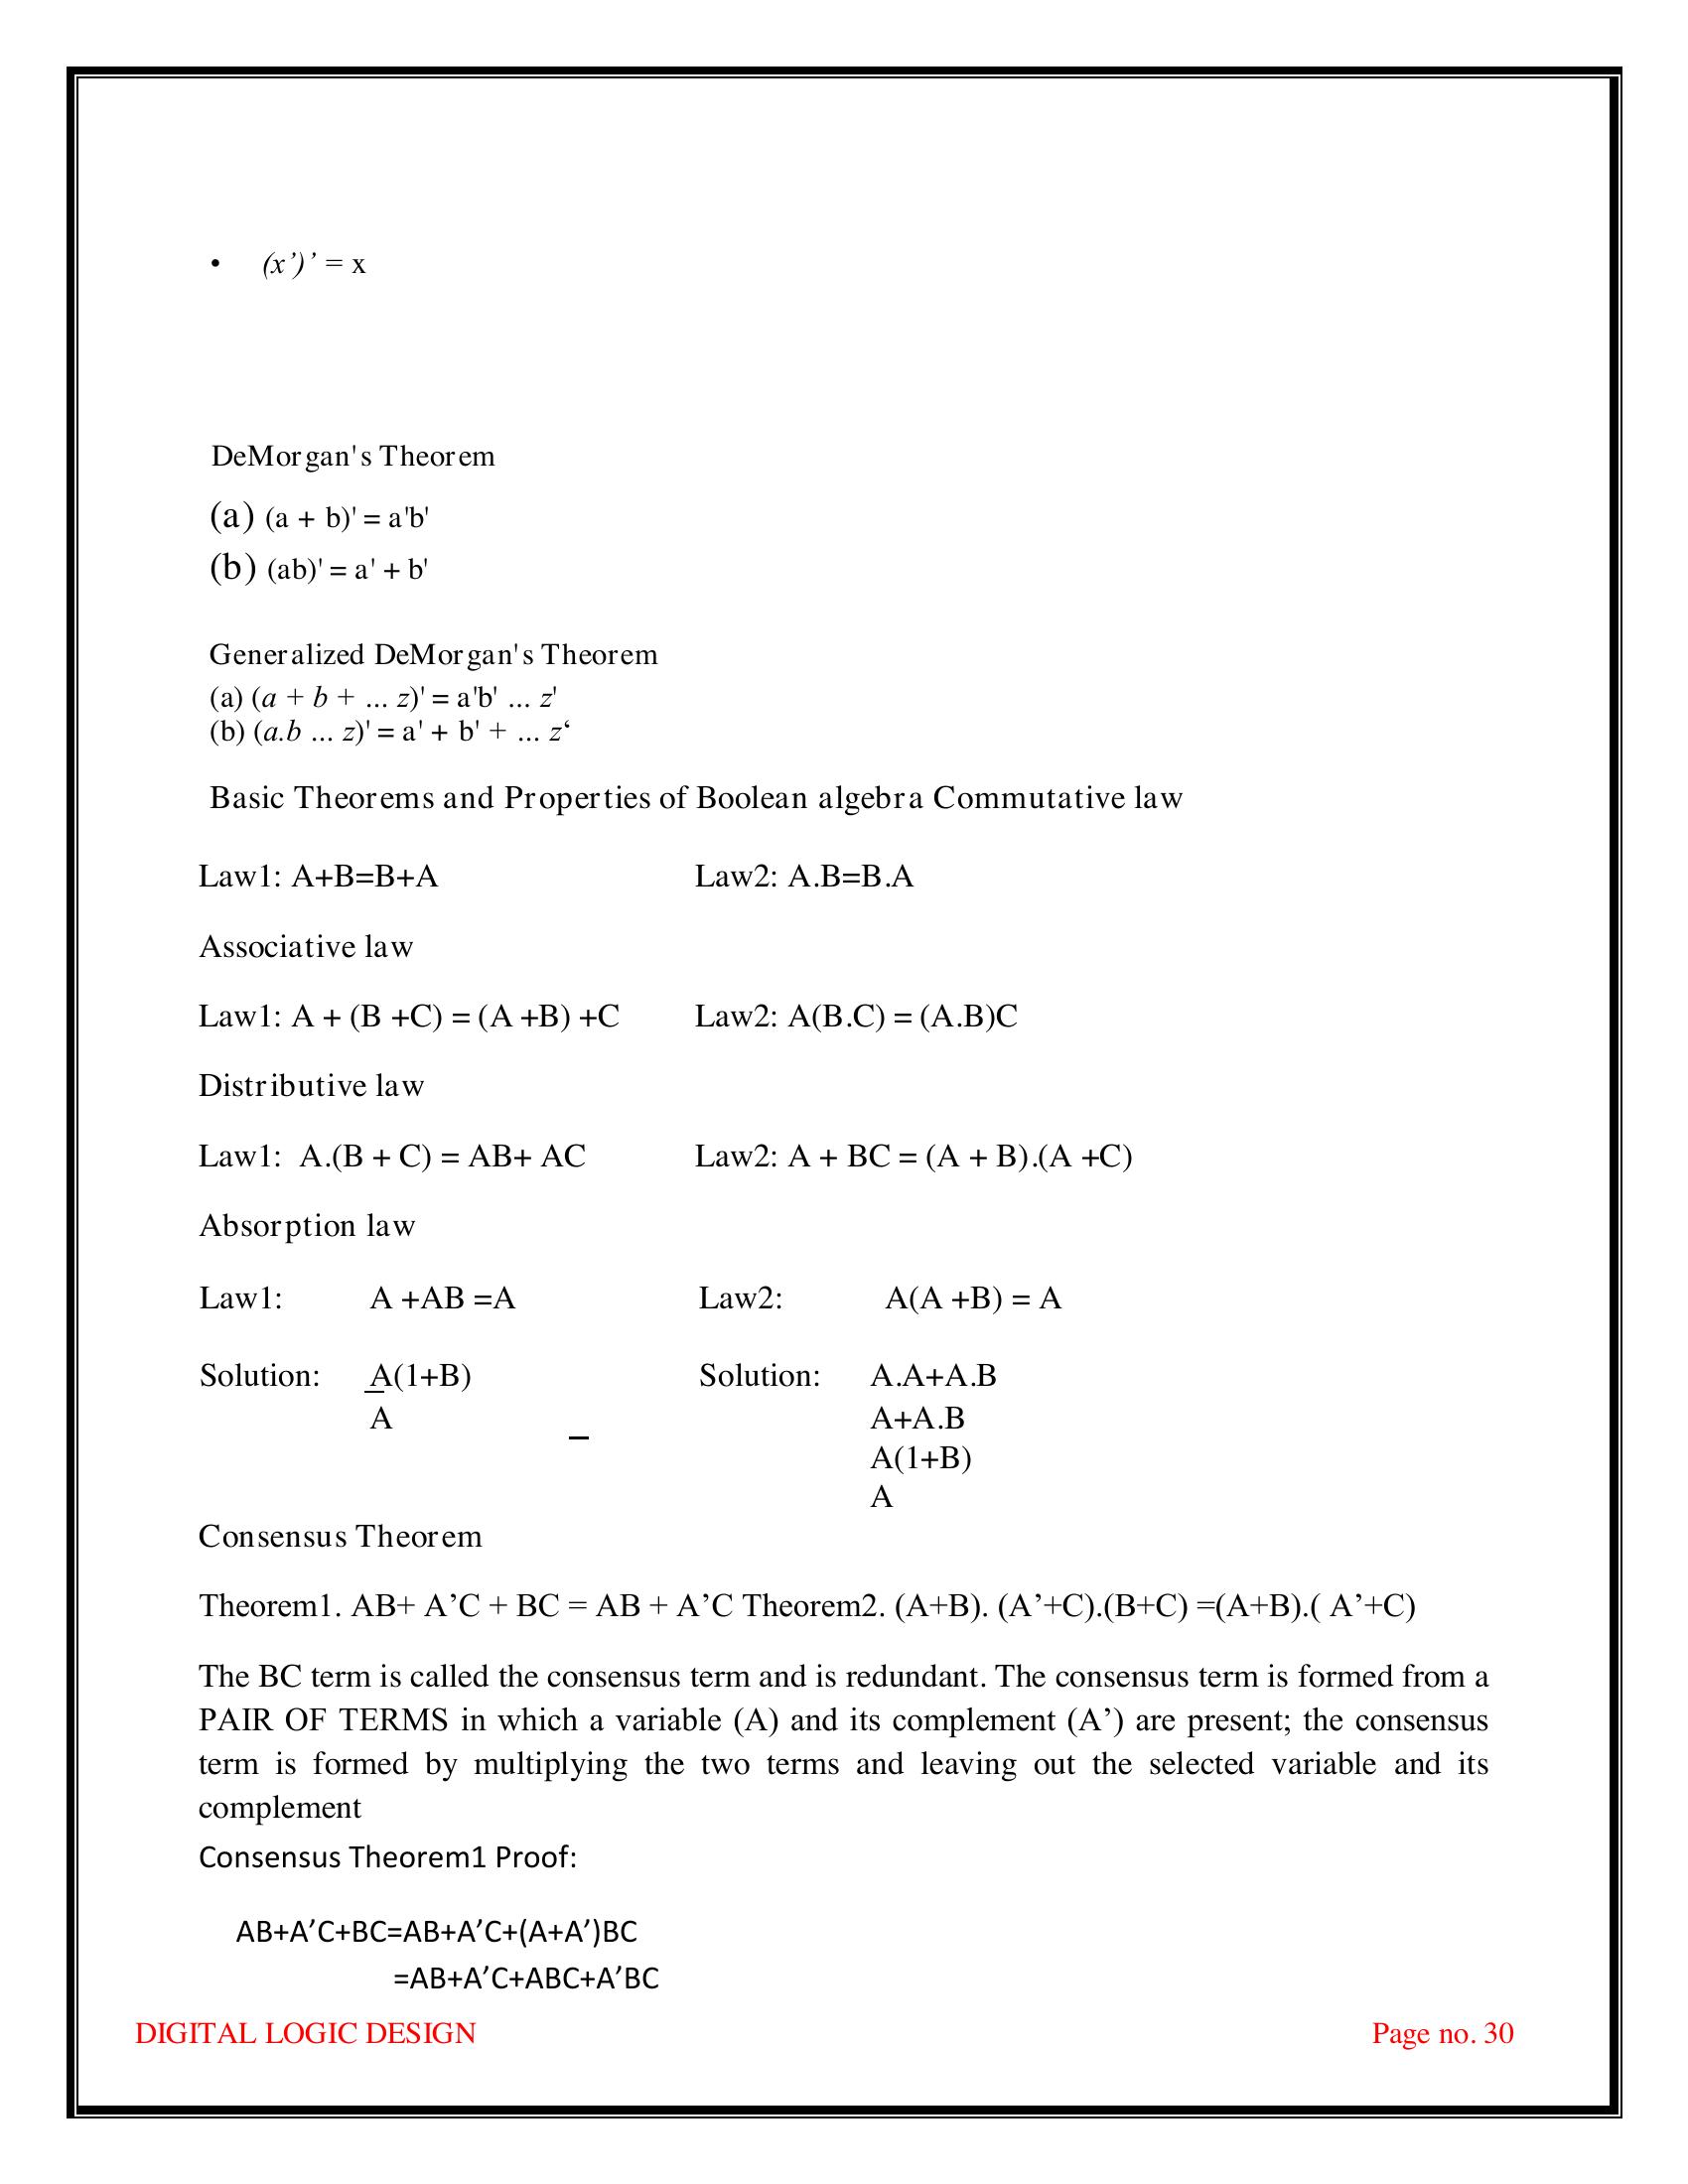 • (x’)’ = x
DeMorgan's Theorem
(a) (a + b)' = a'b'
(b) (ab)' = a' + b'
Generalized DeMorgan's Theorem
(a) (a + b + ... z)' = a'b' ... z'
(b) (a.b ... z)' = a' + b' + ... z‘
Basic Theorems and Properties of Boolean algebra Commutative law
Law1: A+B=B+A Law2: A.B=B.A
Associative law
Law1: A + (B +C) = (A +B) +C Law2: A(B.C) = (A.B)C
Distributive law
Law1: A.(B + C) = AB+ AC Law2: A + BC = (A + B).(A +C)
Absorption law
Law1: A +AB =A Law2: A(A +B) = A
Solution: A(1+B) Solution: A.A+A.B
A A+A.B
A(1+B)
A
Consensus Theorem
Theorem1. AB+ A’C + BC = AB + A’C Theorem2. (A+B). (A’+C).(B+C) =(A+B).( A’+C)
The BC term is called the consensus term and is redundant. The consensus term is formed from a
PAIR OF TERMS in which a variable (A) and its complement (A’) are present; the consensus
term is formed by multiplying the two terms and leaving out the selected variable and its
complement
Consensus Theorem1 Proof:
AB+A’C+BC=AB+A’C+(A+A’)BC
=AB+A’C+ABC+A’BC
DIGITAL LOGIC DESIGN Page no. 30